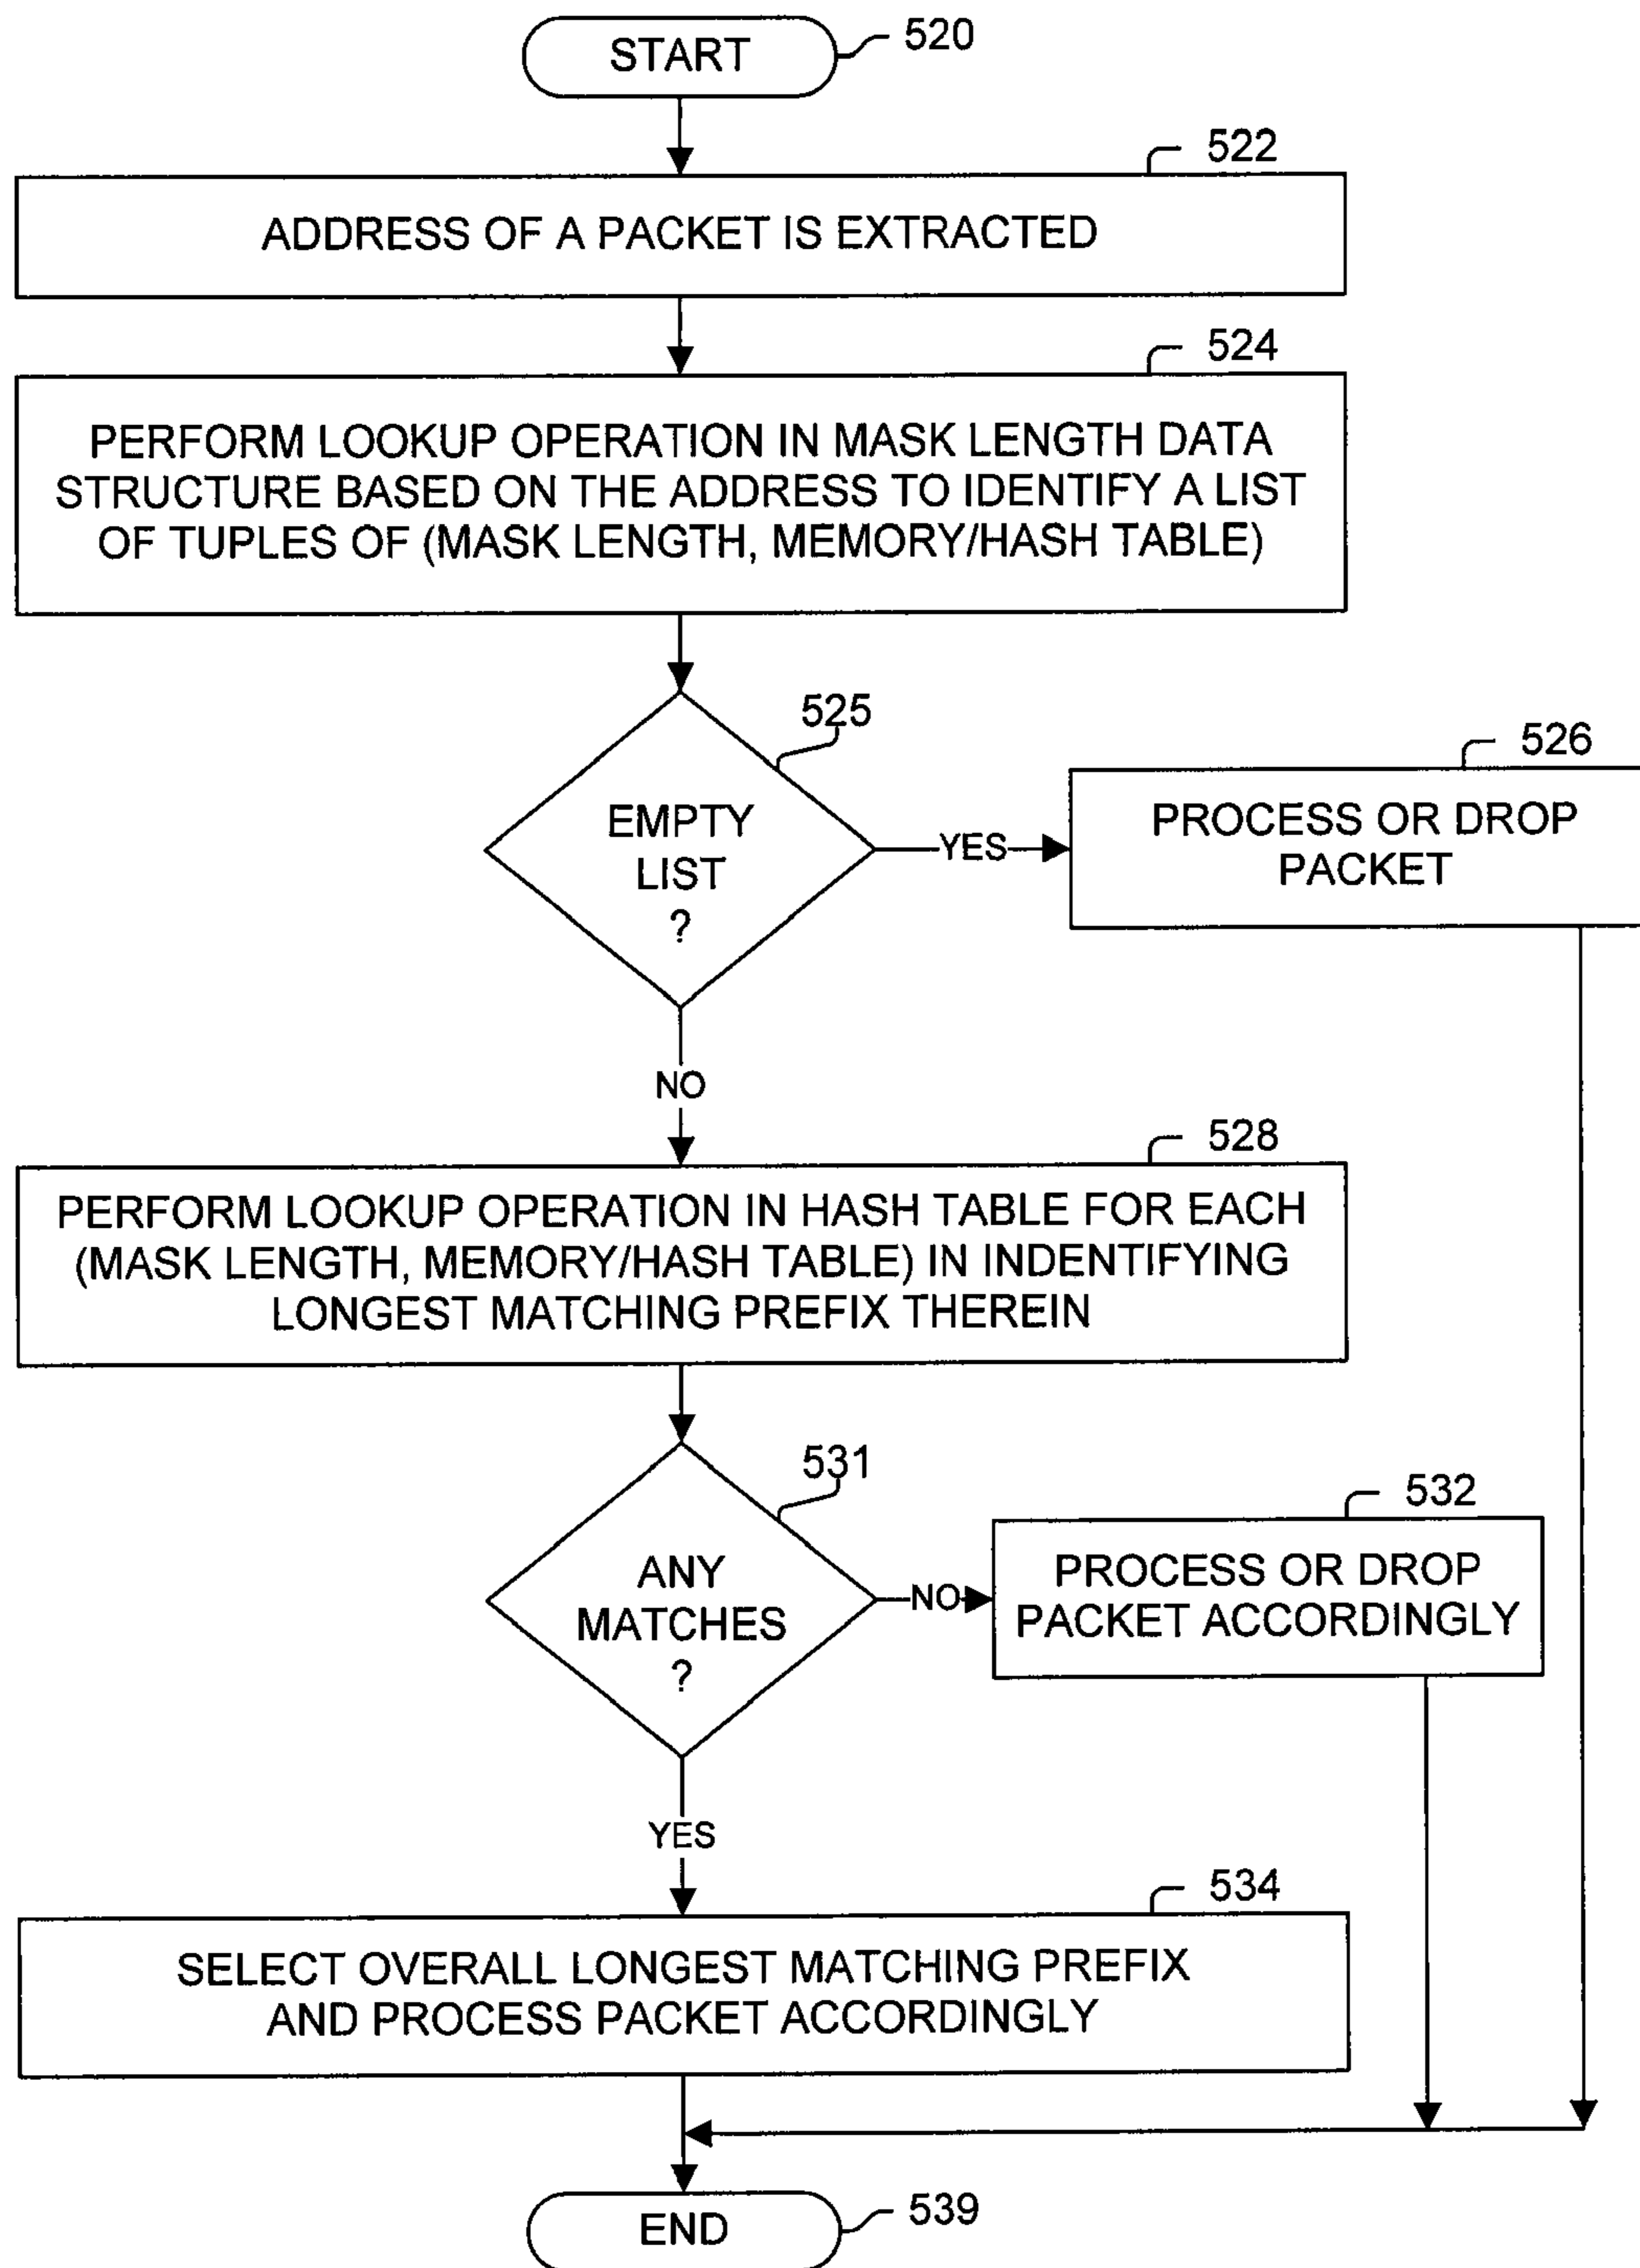 START
520
522
ADDRESS OF A PACKET IS EXTRACTED
524
PERFORM LOOKUP OPERATION IN MASK LENGTH DATA
STRUCTURE BASED ON THE ADDRESS TO IDENTIFY A LIST
OF TUPLES OF (MASK LENGTH, MEMORY/HASH TABLE)
525
EMPTY
LIST
?
YES
526
PROCESS OR DROP
PACKET
NO
528
PERFORM LOOKUP OPERATION IN HASH TABLE FOR EACH
(MASK LENGTH, MEMORY/HASH TABLE) IN INDENTIFYING
LONGEST MATCHING PREFIX THEREIN
531
ANY
MATCHES
?
NO
532
PROCESS OR DROP
PACKET ACCORDINGLY
YES
534
SELECT OVERALL LONGEST MATCHING PREFIX
AND PROCESS PACKET ACCORDINGLY
END
539